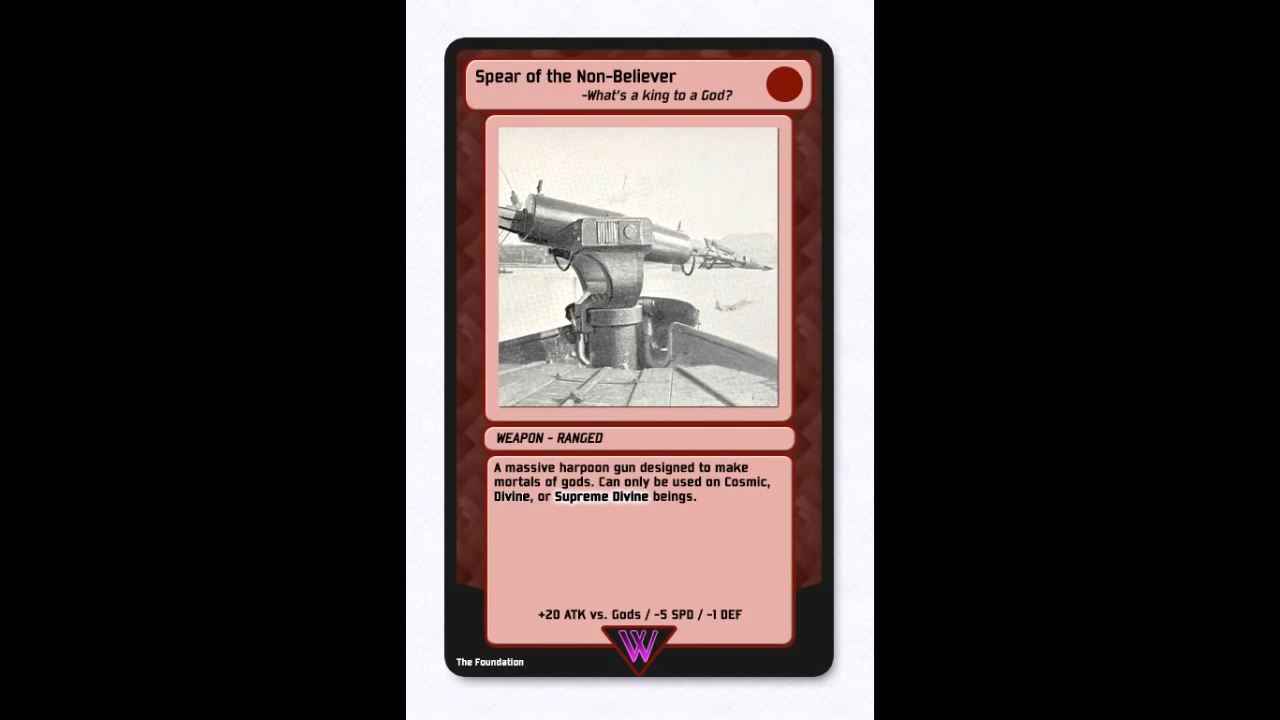 Spear of the Non-Believer
-What's a king to a God?
WEAPON - RANGED
A massive harpoon gun designed to make
mortals of gods. Can only be used on Cosmic,
Divine, or Supreme Divine beings.
+20 ATK vs. Gods / -5 SPD / -1 DEF
W
The Foundation